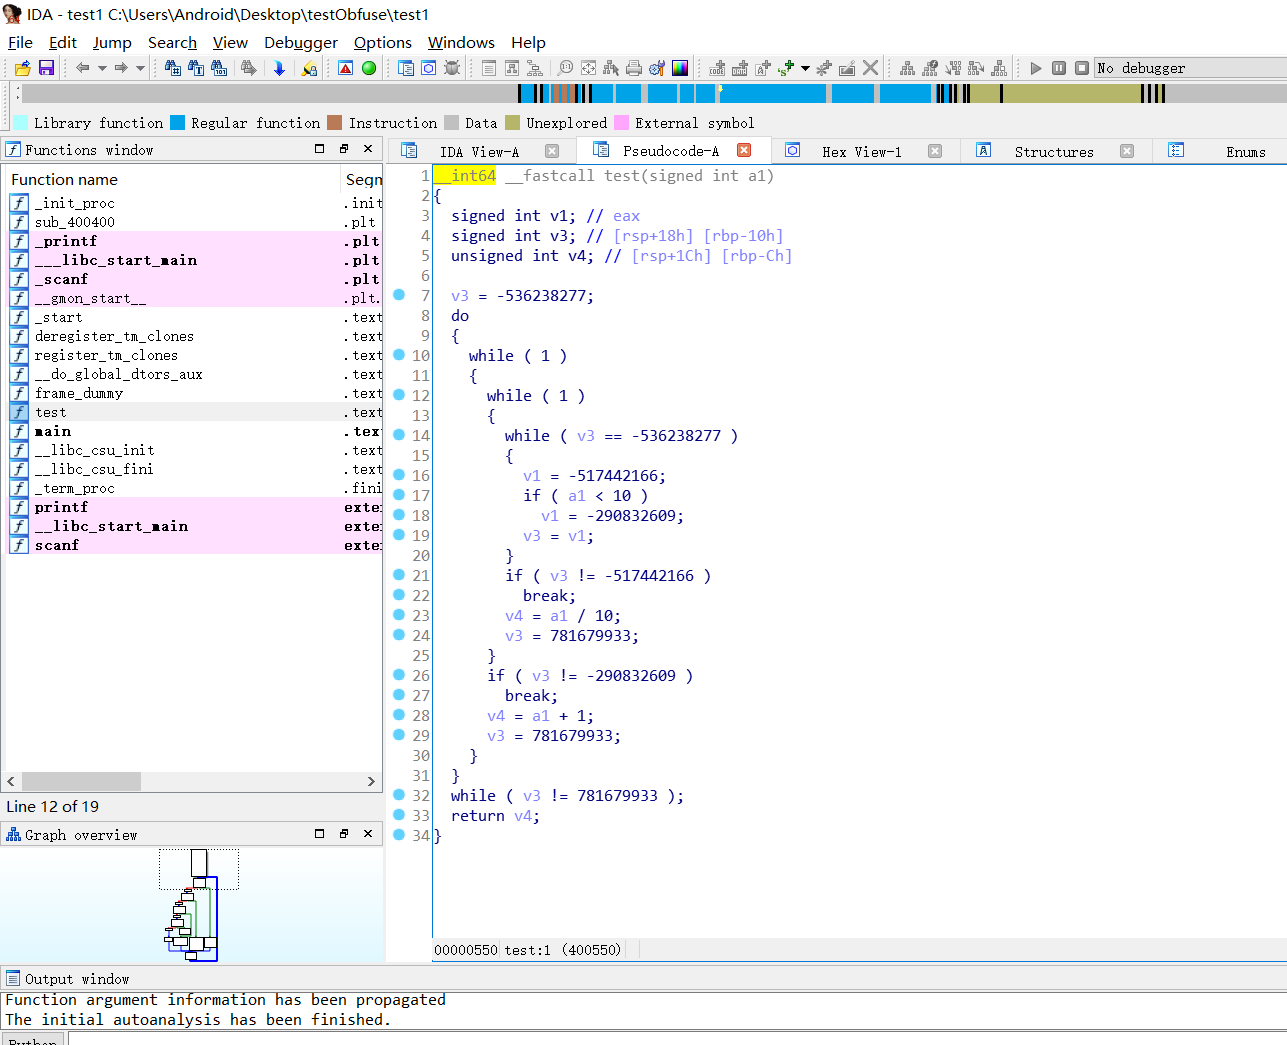 IDA - test1 C:\Users\Android\Desktop\testObfuse\test1
File Edit Jump Search View Debugger Options Windows Help
No debugger
Library function Regular function Instruction Data Unexplored External symbol
Functions window
Function name Segn
_init_proc .init
sub_400400 .plt
_printf .plt
___libc_start_main .plt
_scanf .plt
__gmon_start__ .plt.
_start .text
deregister_tm_clones .text
register_tm_clones .text
__do_global_dtors_aux .text
frame_dummy .text
test .text
main .tex
__libc_csu_init .text
__libc_csu_fini .text
_term_proc .fini
printf exte
__libc_start_main exte
scanf exte
Line 12 of 19
Graph overview
IDA View-A Pseudocode-A Hex View-1 Structures Enums
1 __int64 __fastcall test(signed int a1)
2 {
3 signed int v1; // eax
4 signed int v3; // [rsp+18h] [rbp-10h]
5 unsigned int v4; // [rsp+1Ch] [rbp-Ch]
6
7 v3 = -536238277;
8 do
9 {
10 while ( 1 )
11 {
12 while ( 1 )
13 {
14 while ( v3 == -536238277 )
15 {
16 v1 = -517442166;
17 if ( a1 < 10 )
18 v1 = -290832609;
19 v3 = v1;
20 }
21 if ( v3 != -517442166 )
22 break;
23 v4 = a1 / 10;
24 v3 = 781679933;
25 }
26 if ( v3 != -290832609 )
27 break;
28 v4 = a1 + 1;
29 v3 = 781679933;
30 }
31 }
32 while ( v3 != 781679933 );
33 return v4;
34 }
00000550 test:1 (400550)
Output window
Function argument information has been propagated
The initial autoanalysis has been finished.
Python